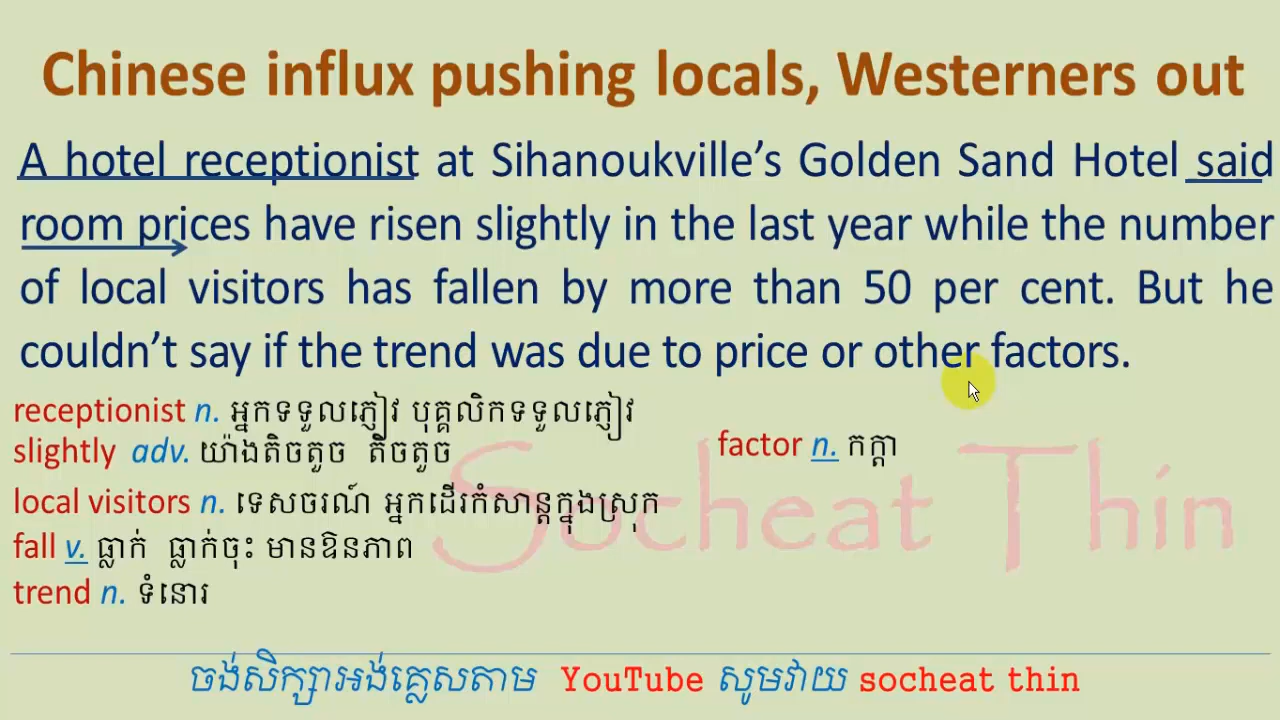 Chinese influx pushing locals, Westerners out
A hotel receptionist at Sihanoukville’s Golden Sand Hotel said
room prices have risen slightly in the last year while the number
of local visitors has fallen by more than 50 per cent. But he
couldn’t say if the trend was due to price or other factors.
receptionist n. អ្នកទទួលភ្ញៀវ បុគ្គលិកទទួលភ្ញៀវ
slightly adv. យ៉ាងតិចតួច តិចតួច
factor n. កក្តា
local visitors n. ទេសចរណ៍ អ្នកដើរកំសាន្តក្នុងស្រុក
fall v. ធ្លាក់ ធ្លាក់ចុះ មានឱនភាព
trend n. ទំនោរ
Socheat Thin
ចង់សិក្សាអង់គ្លេសតាម YouTube សូមវាយ socheat thin